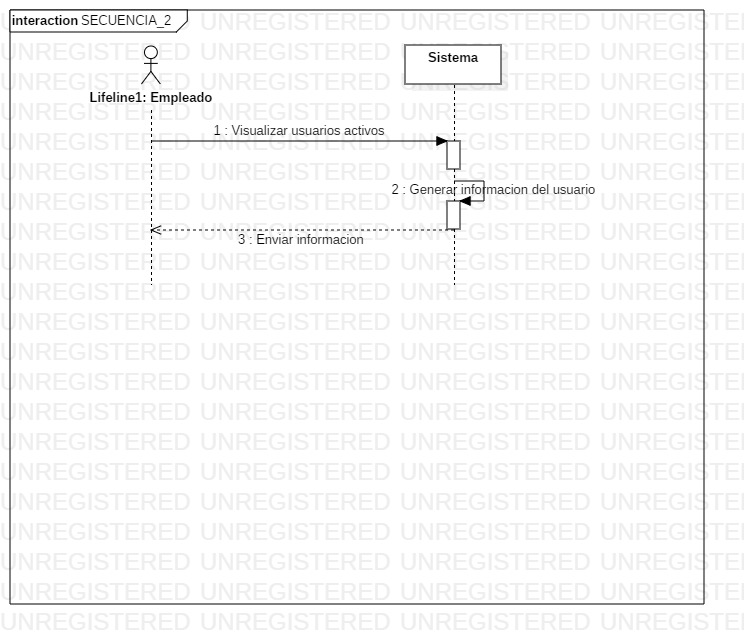 interaction SECUENCIA_2
Sistema
Lifeline1: Empleado
1 : Visualizar usuarios activos
2 : Generar informacion del usuario
3 : Enviar informacion
UNREGISTERED UNREGISTERED UNREGISTERED